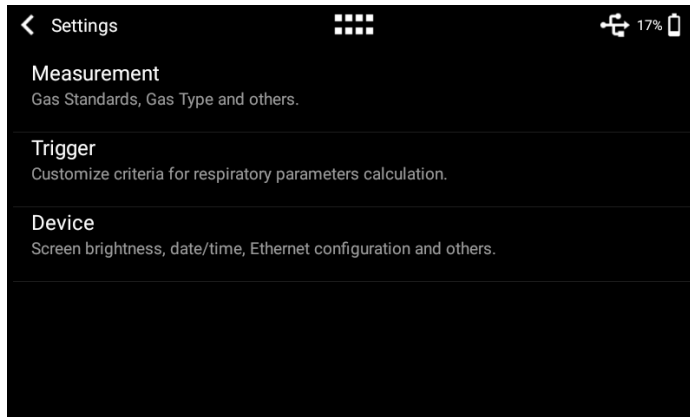 Settings
17%
Measurement
Gas Standards, Gas Type and others.
Trigger
Customize criteria for respiratory parameters calculation.
Device
Screen brightness, date/time, Ethernet configuration and others.